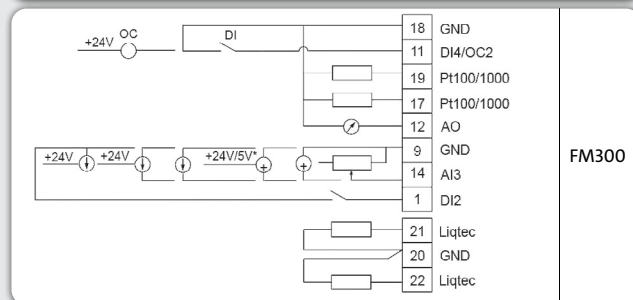 OC
+24V
DI
18 GND
11 DI4/OC2
19 Pt100/1000
17 Pt100/1000
12 AO
9 GND
+24V +24V +24V/5V*
14 AI3
1 DI2
21 Liqtec
20 GND
22 Liqtec
FM300